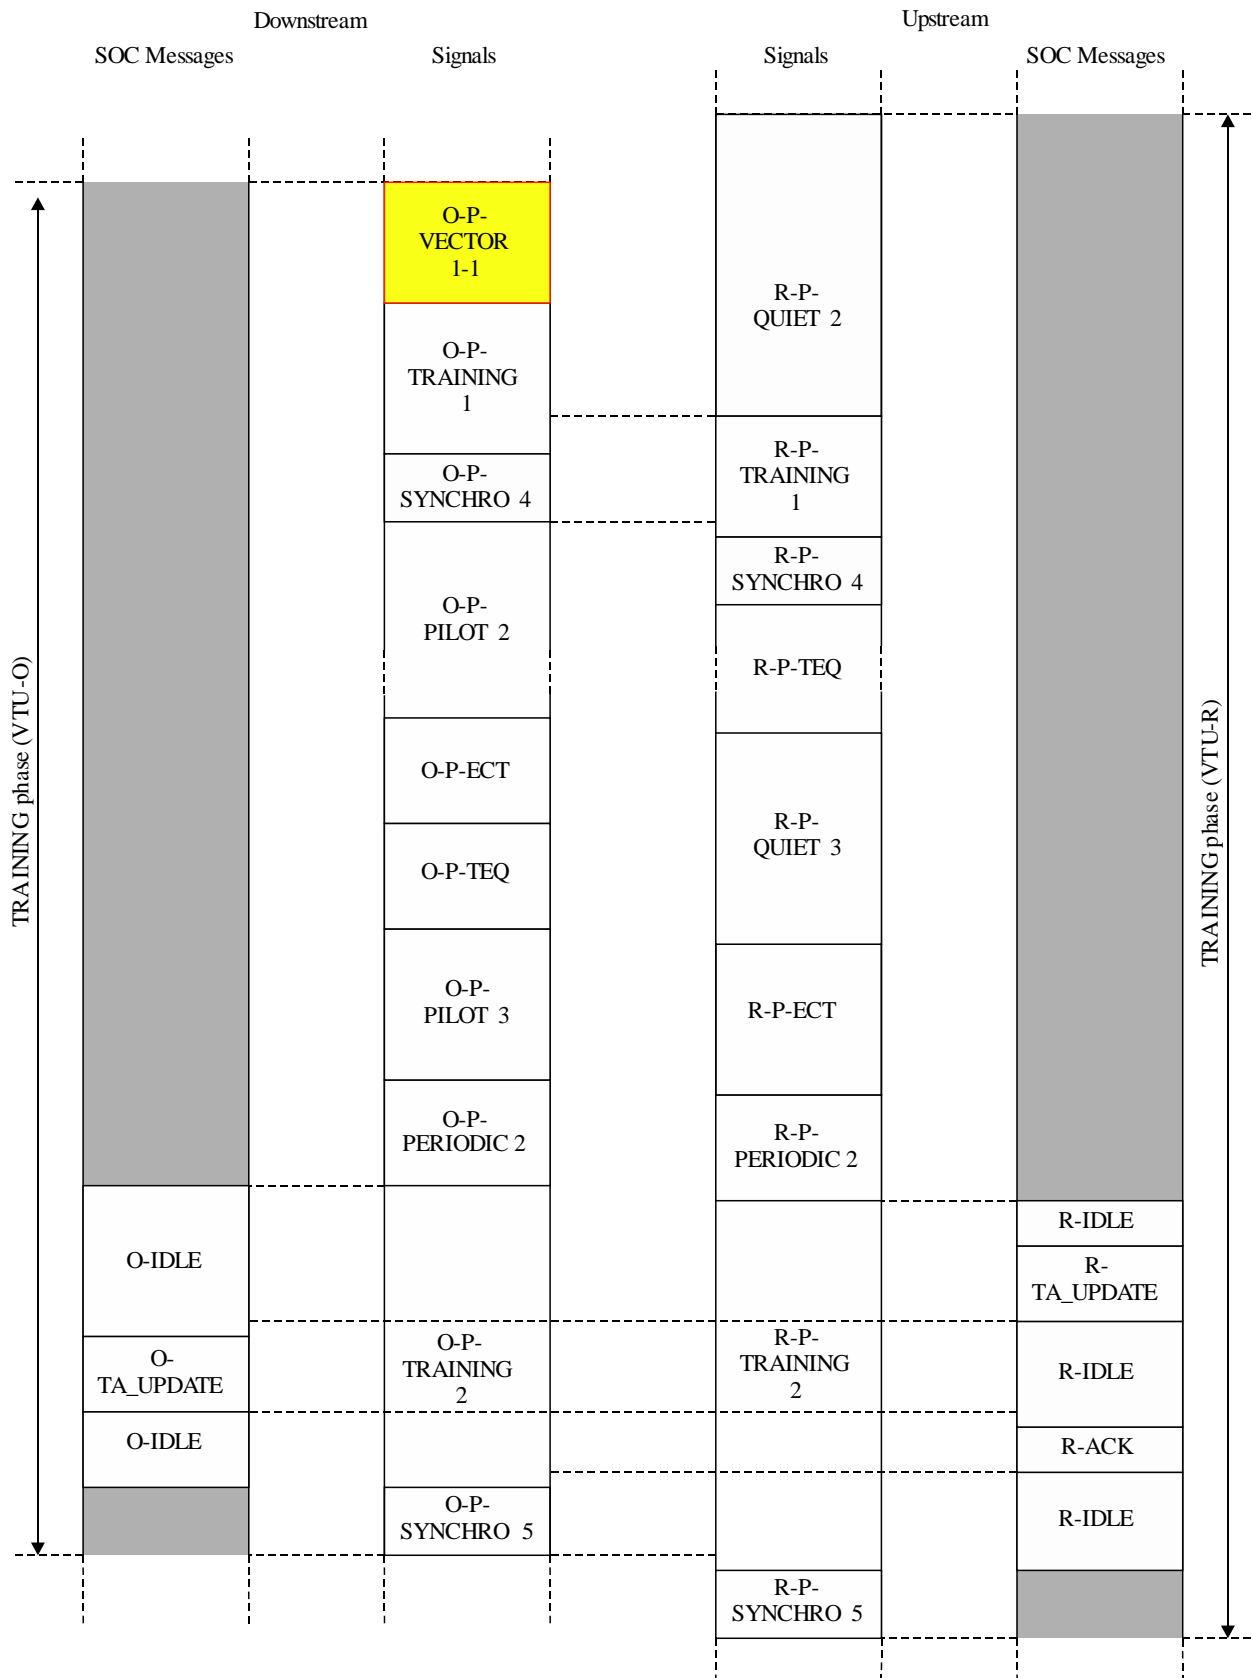 Downstream
Upstream
SOC Messages
Signals
Signals
SOC Messages
O-P-
VECTOR
1-1
O-P-
TRAINING
1
O-P-
SYNCHRO 4
O-P-
PILOT 2
O-P-ECT
O-P-TEQ
O-P-
PILOT 3
O-P-
PERIODIC 2
O-P-
TRAINING
2
O-P-
SYNCHRO 5
R-P-
QUIET 2
R-P-
TRAINING
1
R-P-
SYNCHRO 4
R-P-TEQ
R-P-
QUIET 3
R-P-ECT
R-P-
PERIODIC 2
R-P-
TRAINING
2
R-P-
SYNCHRO 5
O-IDLE
O-
TA_UPDATE
O-IDLE
R-IDLE
R-
TA_UPDATE
R-IDLE
R-ACK
R-IDLE
TRAINING phase (VTU-O)
TRAINING phase (VTU-R)